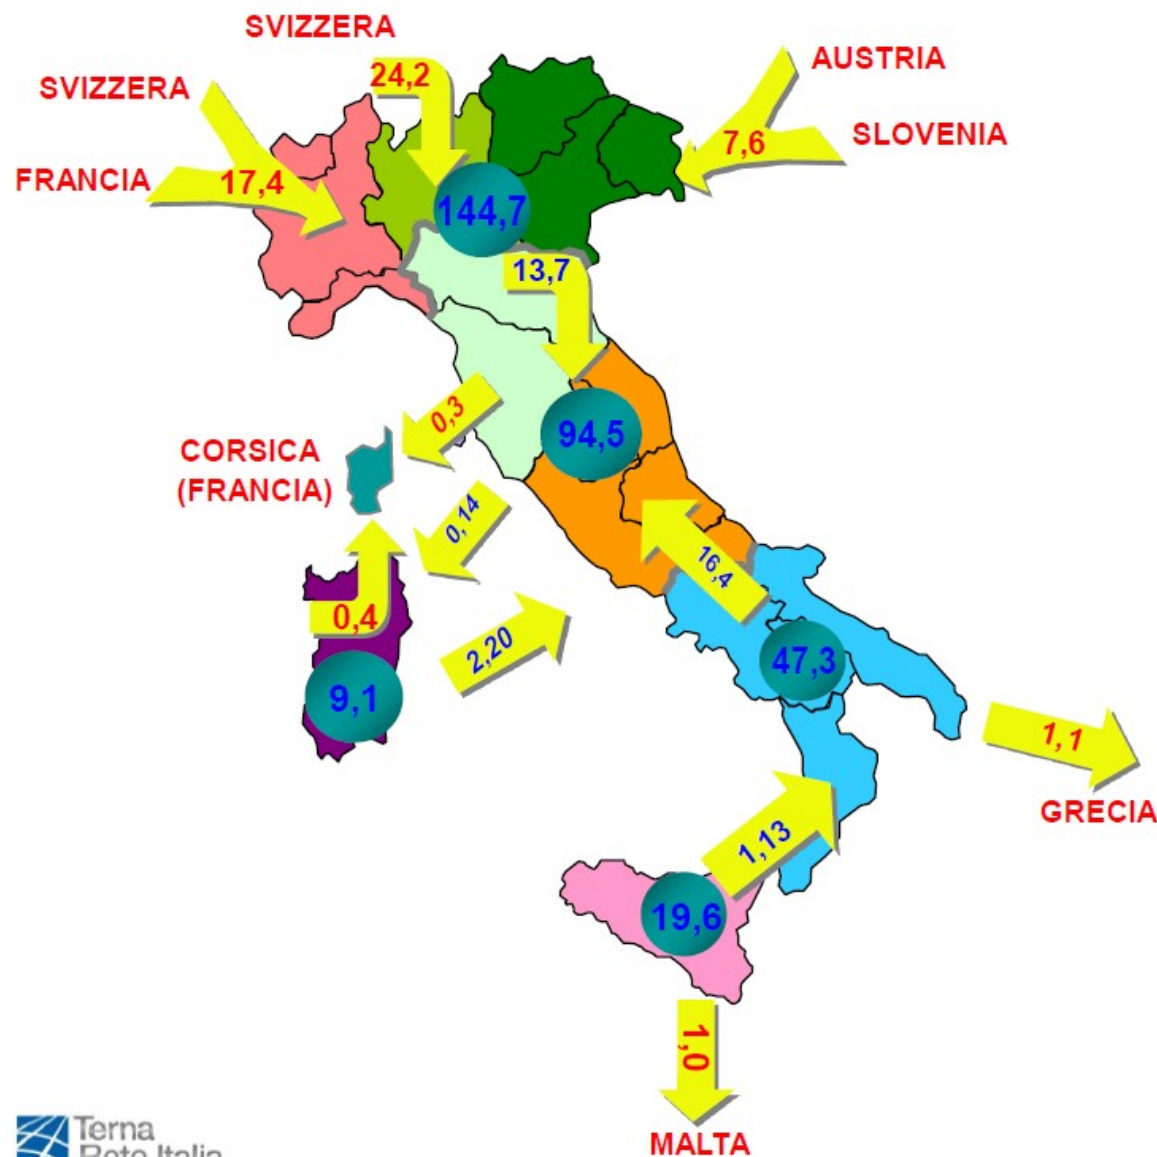 SVIZZERA
24,2
AUSTRIA
SVIZZERA
7,6
SLOVENIA
FRANCIA
17,4
144,7
13,7
0,3
94,5
CORSICA
(FRANCIA)
0,14
16,4
0,4
2,20
47,3
9,1
1,1
GRECIA
1,13
19,6
1,0
MALTA
Terna
Rete Italia